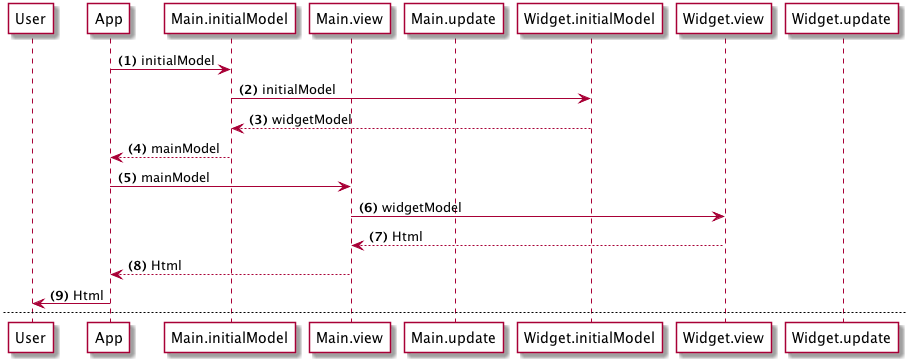 User App Main.initialModel Main.view Main.update Widget.initialModel Widget.view Widget.update
(1) initialModel
(2) initialModel
(3) widgetModel
(4) mainModel
(5) mainModel
(6) widgetModel
(7) Html
(8) Html
(9) Html
User App Main.initialModel Main.view Main.update Widget.initialModel Widget.view Widget.update